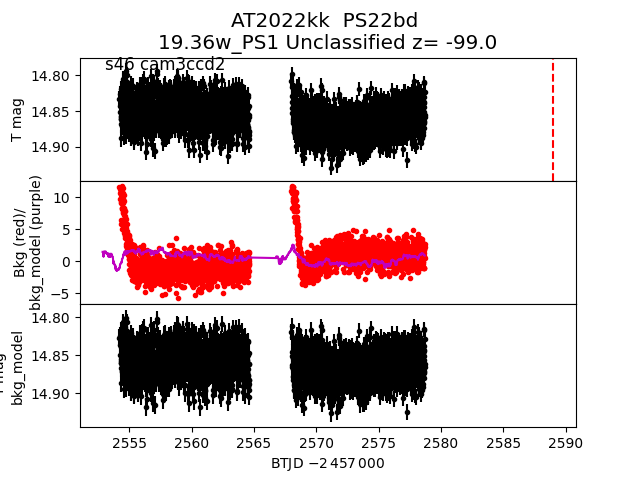 AT2022kk  PS22bd
19.36w_PS1 Unclassified z= -99.0
s46 cam3ccd2
T mag
14.80
14.85
14.90
Bkg (red)/
bkg_model (purple)
10
5
0
−5
bkg_model
14.80
14.85
14.90
2555
2560
2565
2570
2575
2580
2585
2590
BTJD −2 457 000